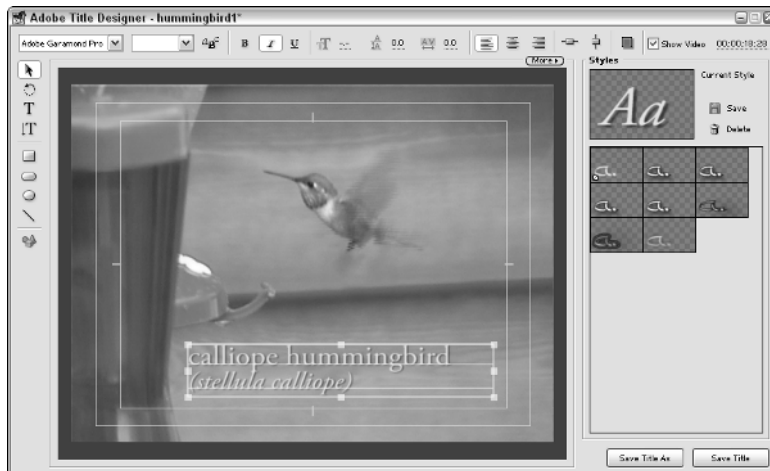 Adobe Title Designer - hummingbird1*
Adobe Garamond Pro
B I U
0.0
0.0
Show Video
00;00;18;28
More
Styles
T
T
Aa
Current Style
Save
Delete
a.
a.
a.
a.
a.
a.
a.
a.
calliope hummingbird
(stellula calliope)
Save Title As
Save Title